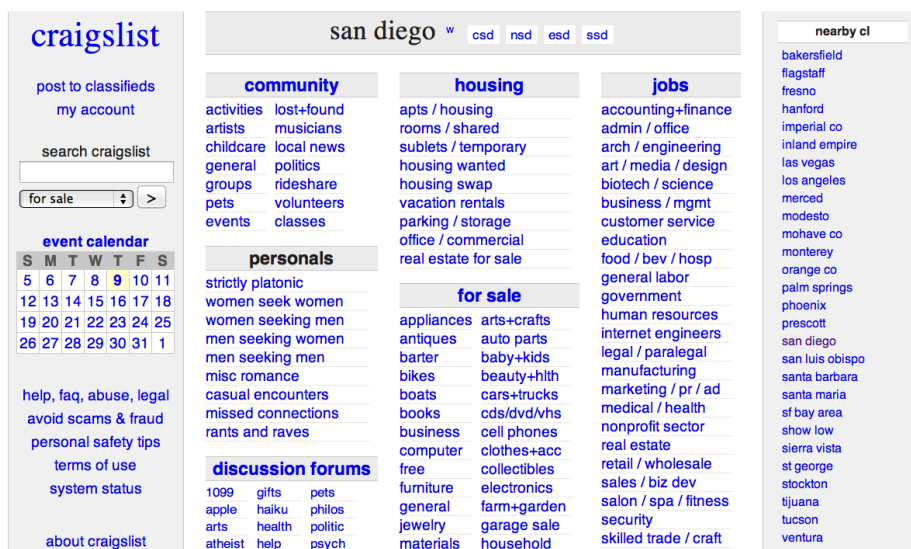 craigslist
post to classifieds
my account
search craigslist
for sale >
event calendar
S M T W T F S
5 6 7 8 9 10 11
12 13 14 15 16 17 18
19 20 21 22 23 24 25
26 27 28 29 30 31 1
help, faq, abuse, legal
avoid scams & fraud
personal safety tips
terms of use
system status
about craigslist
san diego w csd nsd esd ssd
community
activities lost+found
artists musicians
childcare local news
general politics
groups rideshare
pets volunteers
events classes
personals
strictly platonic
women seek women
women seeking men
men seeking women
men seeking men
misc romance
casual encounters
missed connections
rants and raves
discussion forums
1099 gifts pets
apple haiku philos
arts health politic
atheist help psych
housing
apts / housing
rooms / shared
sublets / temporary
housing wanted
housing swap
vacation rentals
parking / storage
office / commercial
real estate for sale
for sale
appliances arts+crafts
antiques auto parts
barter baby+kids
bikes beauty+hlth
boats cars+trucks
books cds/dvd/vhs
business cell phones
computer clothes+acc
free collectibles
furniture electronics
general farm+garden
jewelry garage sale
materials household
jobs
accounting+finance
admin / office
arch / engineering
art / media / design
biotech / science
business / mgmt
customer service
education
food / bev / hosp
general labor
government
human resources
internet engineers
legal / paralegal
manufacturing
marketing / pr / ad
medical / health
nonprofit sector
real estate
retail / wholesale
sales / biz dev
salon / spa / fitness
security
skilled trade / craft
nearby cl
bakersfield
flagstaff
fresno
hanford
imperial co
inland empire
las vegas
los angeles
merced
modesto
mohave co
monterey
orange co
palm springs
phoenix
prescott
san diego
san luis obispo
santa barbara
santa maria
sf bay area
show low
sierra vista
st george
stockton
tijuana
tucson
ventura